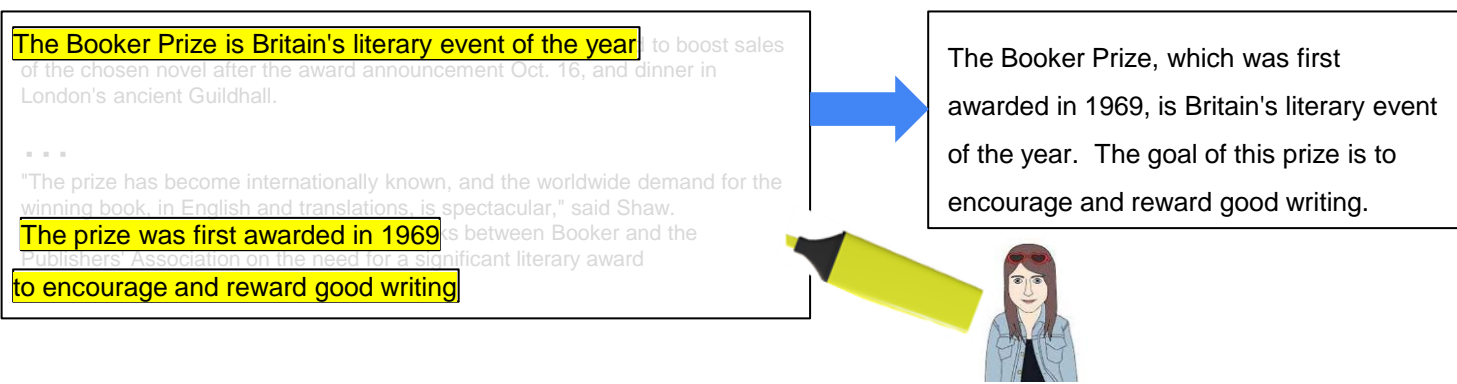 The Booker Prize is Britain's literary event of the year to boost sales
of the chosen novel after the award announcement Oct. 16, and dinner in
London's ancient Guildhall.
...
"The prize has become internationally known, and the worldwide demand for the
winning book, in English and translations, is spectacular," said Shaw.
The prize was first awarded in 1969 between Booker and the
Publishers' Association on the need for a significant literary award
to encourage and reward good writing
The Booker Prize, which was first
awarded in 1969, is Britain's literary event
of the year. The goal of this prize is to
encourage and reward good writing.